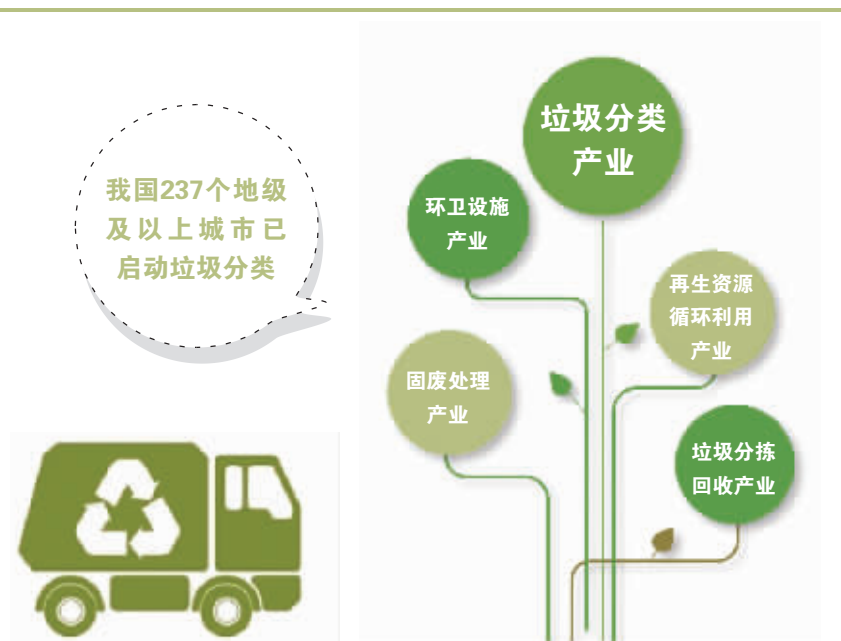 我国237个地级
及以上城市已
启动垃圾分类
垃圾分类
产业
环卫设施
产业
再生资源
循环利用
产业
固废处理
产业
垃圾分拣
回收产业